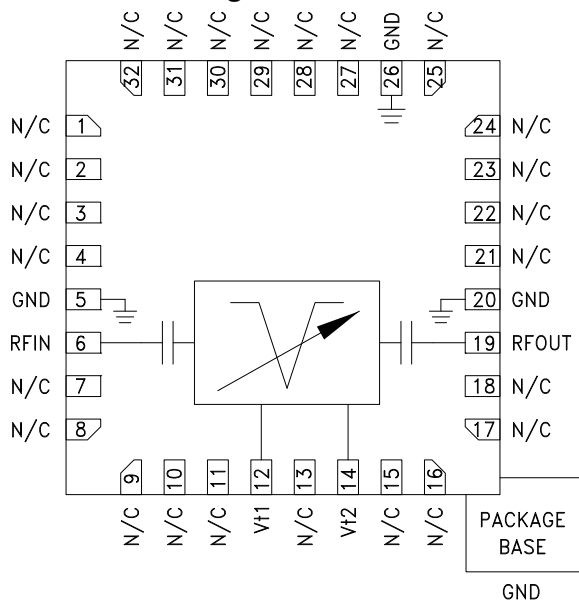 N/C N/C N/C N/C N/C N/C GND N/C
32 31 30 29 28 27 26 25
N/C 1
N/C 2
N/C 3
N/C 4
GND 5
RFIN 6
N/C 7
N/C 8
24 N/C
23 N/C
22 N/C
21 N/C
20 GND
19 RFOUT
18 N/C
17 N/C
9 10 11 12 13 14 15 16
N/C N/C N/C Vt1 N/C Vt2 N/C N/C
PACKAGE
BASE
GND